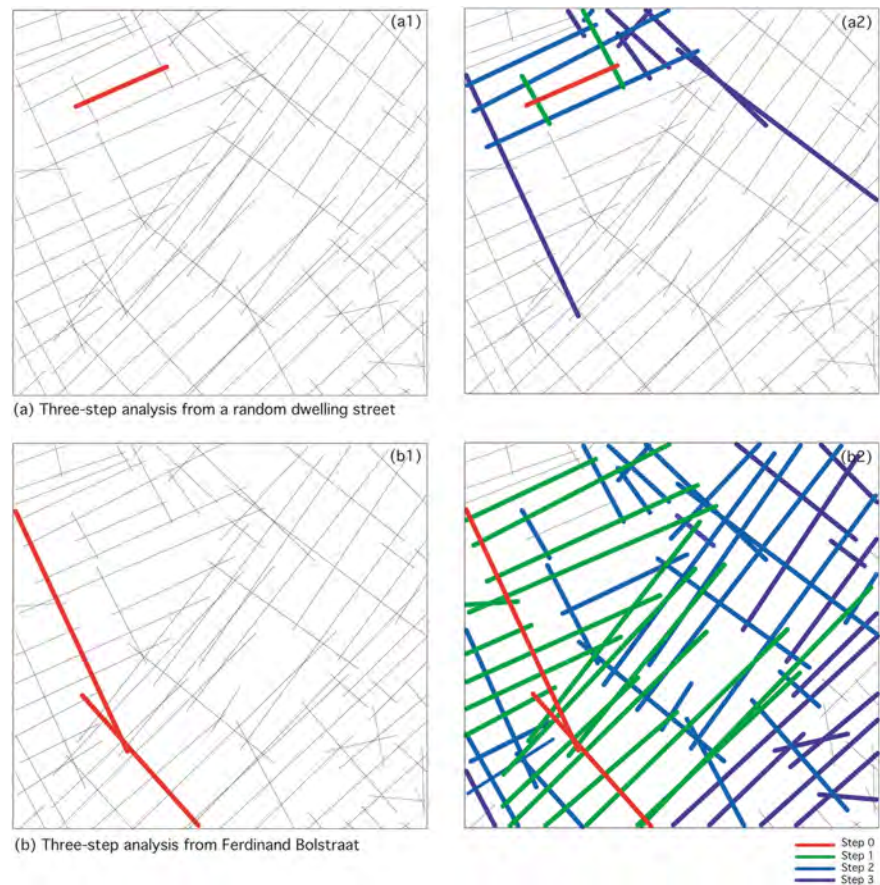 (a1)
(a2)
(a) Three-step analysis from a random dwelling street
(b1)
(b2)
(b) Three-step analysis from Ferdinand Bolstraat
Step 0
Step 1
Step 2
Step 3